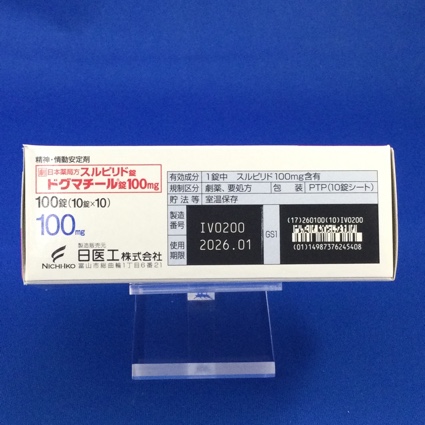 精神・情動安定剤
劇 日本薬局方 スルピリド錠
ドグマチール錠100mg
100錠(10錠×10)
100mg
製造販売元
日医工株式会社
NICHI-IKO 富山市総曲輪1丁目6番21
有効成分 1錠中 スルピリド100mg含有
規制区分 劇薬、要処方 包装 PTP(10錠シート)
貯法等 室温保存
製造番号 IV0200
使用期限 2026.01
GS1
(17)260100(10)IV0200
(01)14987376245408